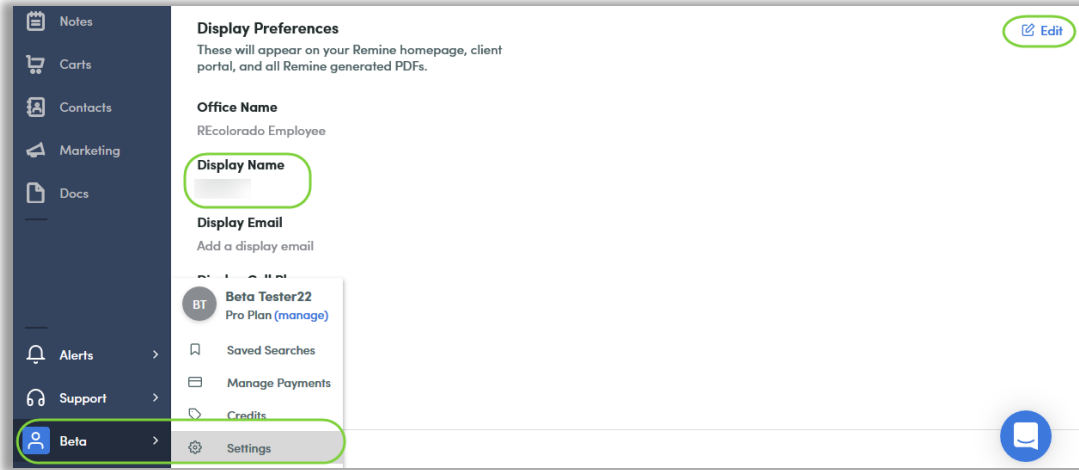 Notes
Carts
Contacts
Marketing
Docs
Alerts
Support
Beta
Display Preferences
These will appear on your Remine homepage, client
portal, and all Remine generated PDFs.
Edit
Office Name
REcolorado Employee
Display Name
Display Email
Add a display email
Display Cell
BT
Beta Tester22
Pro Plan (manage)
Saved Searches
Manage Payments
Credits
Settings